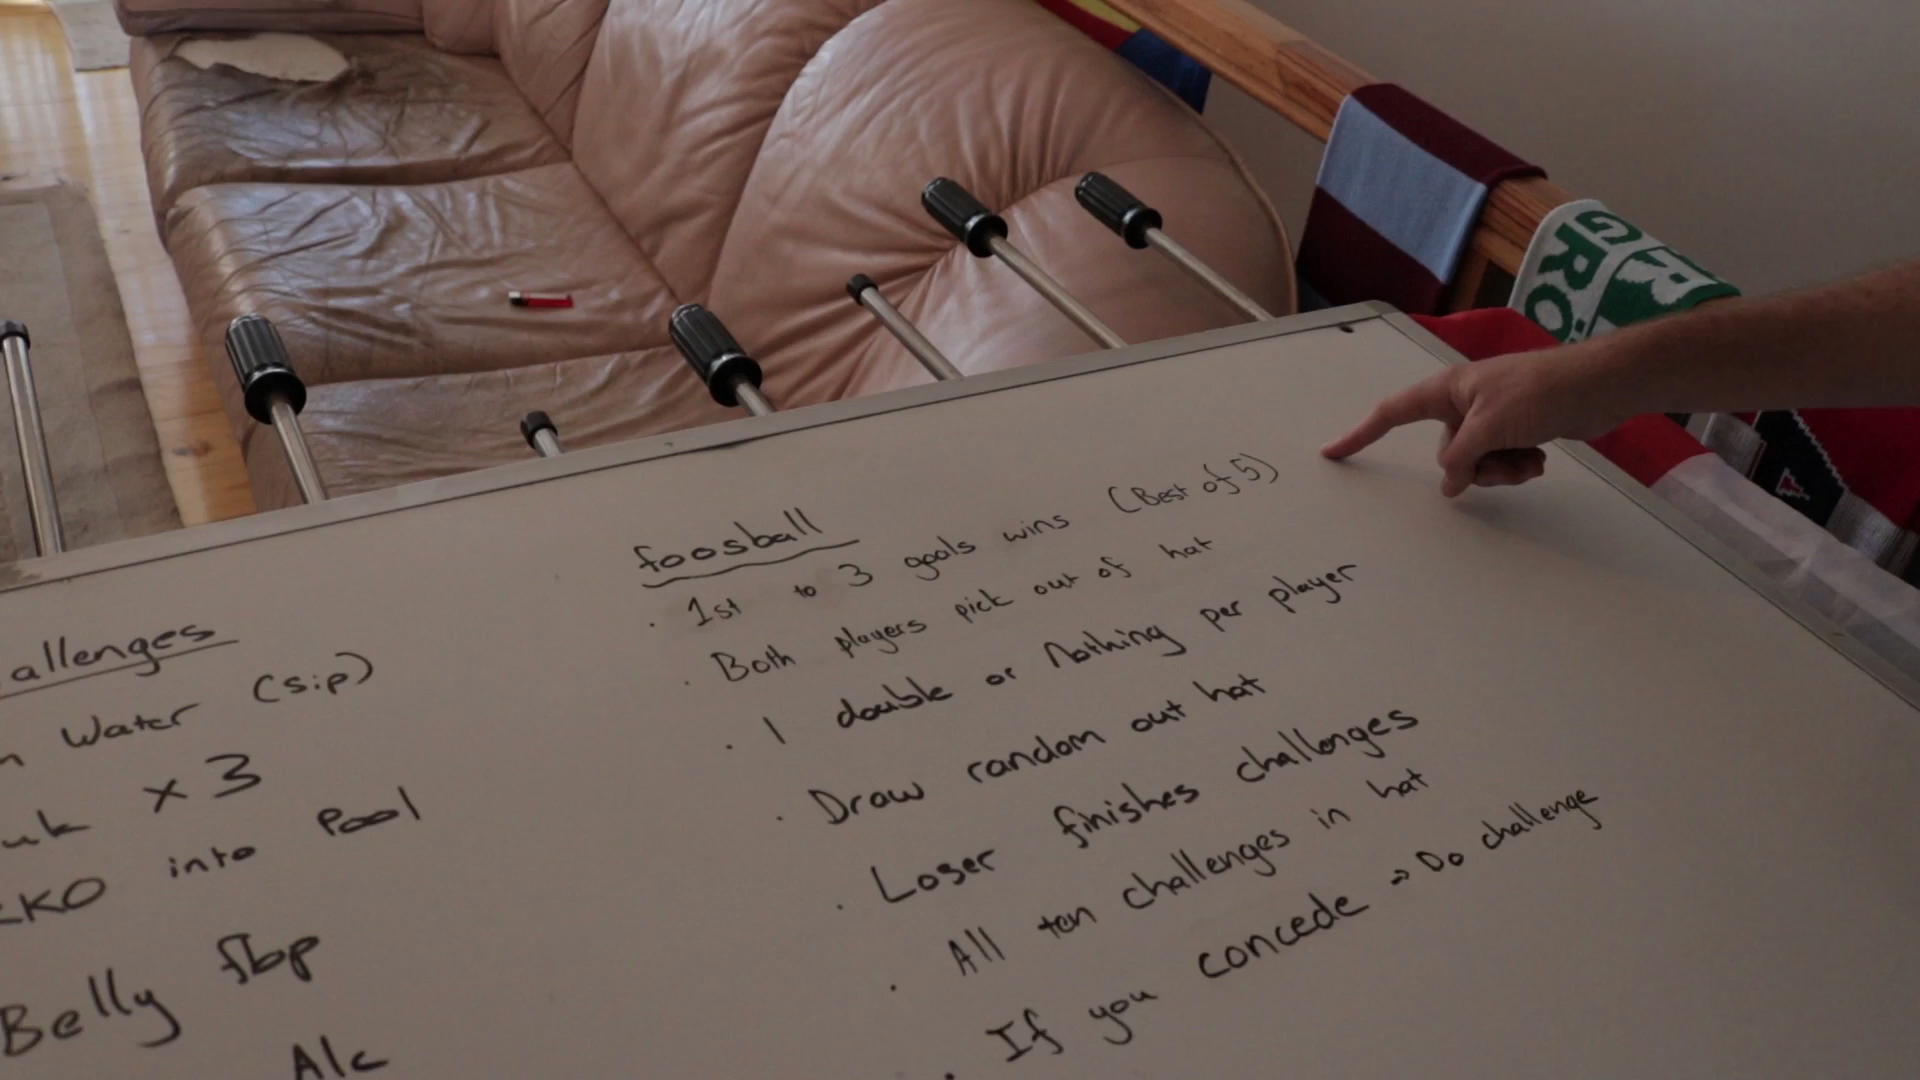 allenges
Water (sip)
x 3
into Pool
Belly flop
Alc
foosball
. 1st to 3 goals wins (Best of 5)
. Both players pick out of hat
. 1 double or Nothing per player
. Draw random out hat
. Loser finishes challenges
. All ten challenges in hat
. If you concede → Do challenge
GRÖ